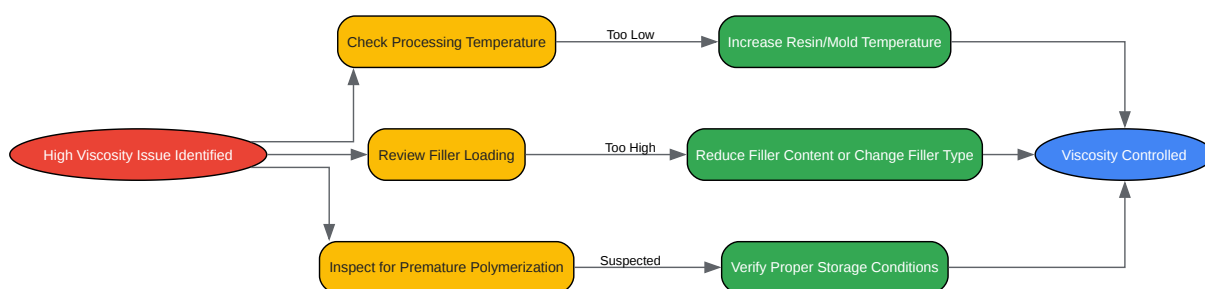 Check Processing Temperature
Too Low
Increase Resin/Mold Temperature
High Viscosity Issue Identified
Review Filler Loading
Too High
Reduce Filler Content or Change Filler Type
Viscosity Controlled
Inspect for Premature Polymerization
Suspected
Verify Proper Storage Conditions